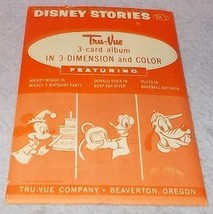 DISNEY STORIES
Tru-Vue
3-card album
IN 3-DIMENSION and COLOR
FEATURING
MICKEY MOUSE IN
MICKEY'S BIRTHDAY PARTY
DONALD DUCK IN
DEEP SEA DIVER
PLUTO IN
BASEBALL CATCHER
TRU-VUE COMPANY • BEAVERTON, OREGON